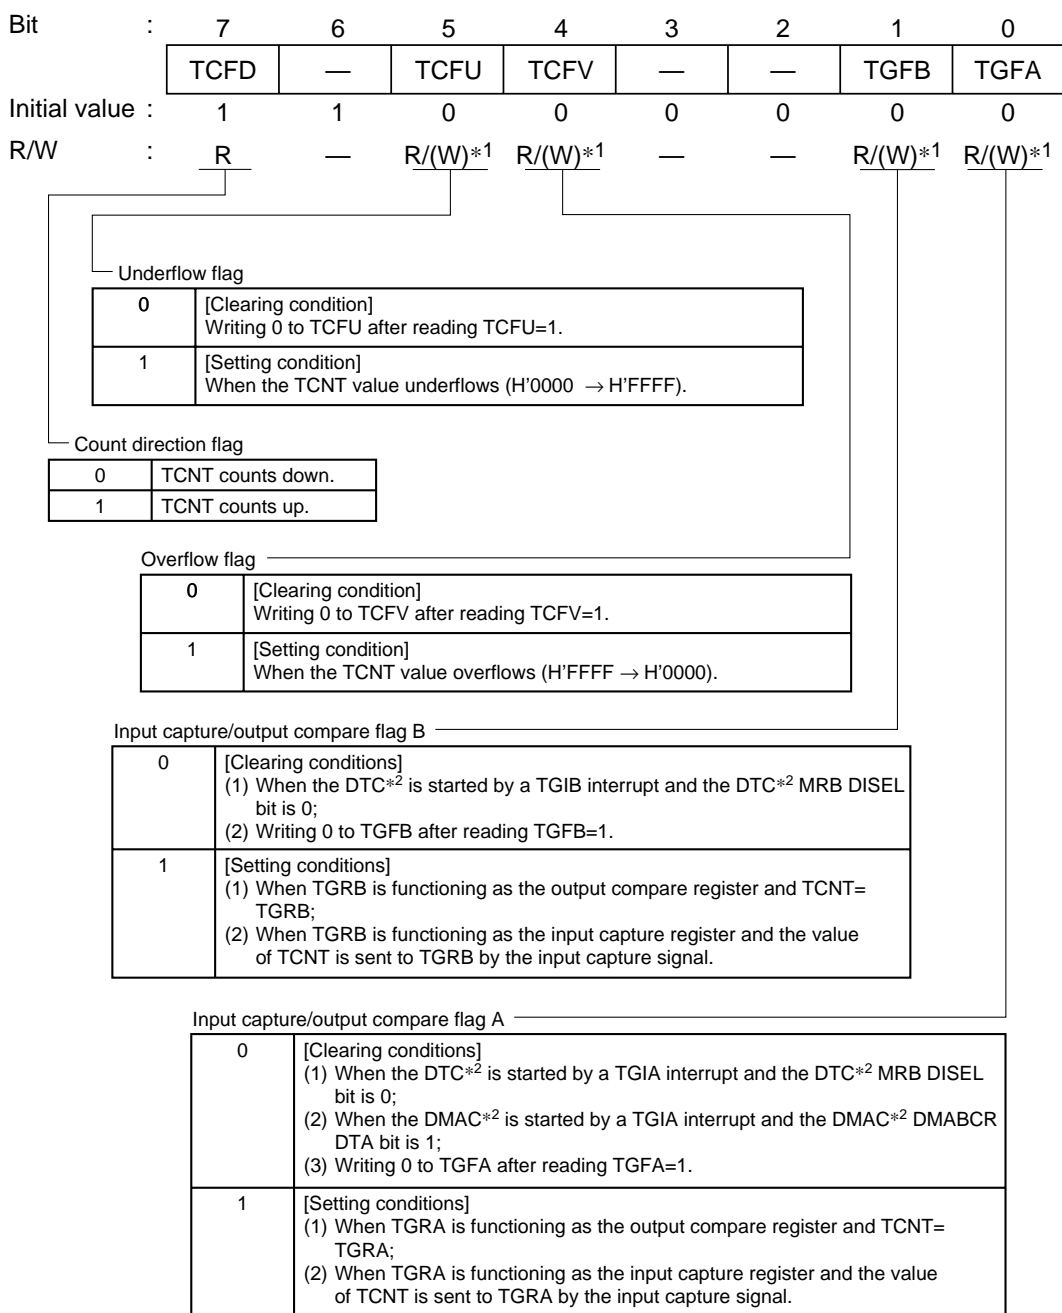 Bit : 7 6 5 4 3 2 1 0
TCFD — TCFU TCFV — — TGFB TGFA
Initial value : 1 1 0 0 0 0 0 0
R/W : R — R/(W)*1 R/(W)*1 — — R/(W)*1 R/(W)*1
Underflow flag
0 [Clearing condition]
Writing 0 to TCFU after reading TCFU=1.
1 [Setting condition]
When the TCNT value underflows (H'0000 → H'FFFF).
Count direction flag
0 TCNT counts down.
1 TCNT counts up.
Overflow flag
0 [Clearing condition]
Writing 0 to TCFV after reading TCFV=1.
1 [Setting condition]
When the TCNT value overflows (H'FFFF → H'0000).
Input capture/output compare flag B
0 [Clearing conditions]
(1) When the DTC*2 is started by a TGIB interrupt and the DTC*2 MRB DISEL
bit is 0;
(2) Writing 0 to TGFB after reading TGFB=1.
1 [Setting conditions]
(1) When TGRB is functioning as the output compare register and TCNT=
TGRB;
(2) When TGRB is functioning as the input capture register and the value
of TCNT is sent to TGRB by the input capture signal.
Input capture/output compare flag A
0 [Clearing conditions]
(1) When the DTC*2 is started by a TGIA interrupt and the DTC*2 MRB DISEL
bit is 0;
(2) When the DMAC*2 is started by a TGIA interrupt and the DMAC*2 DMABCR
DTA bit is 1;
(3) Writing 0 to TGFA after reading TGFA=1.
1 [Setting conditions]
(1) When TGRA is functioning as the output compare register and TCNT=
TGRA;
(2) When TGRA is functioning as the input capture register and the value
of TCNT is sent to TGRA by the input capture signal.